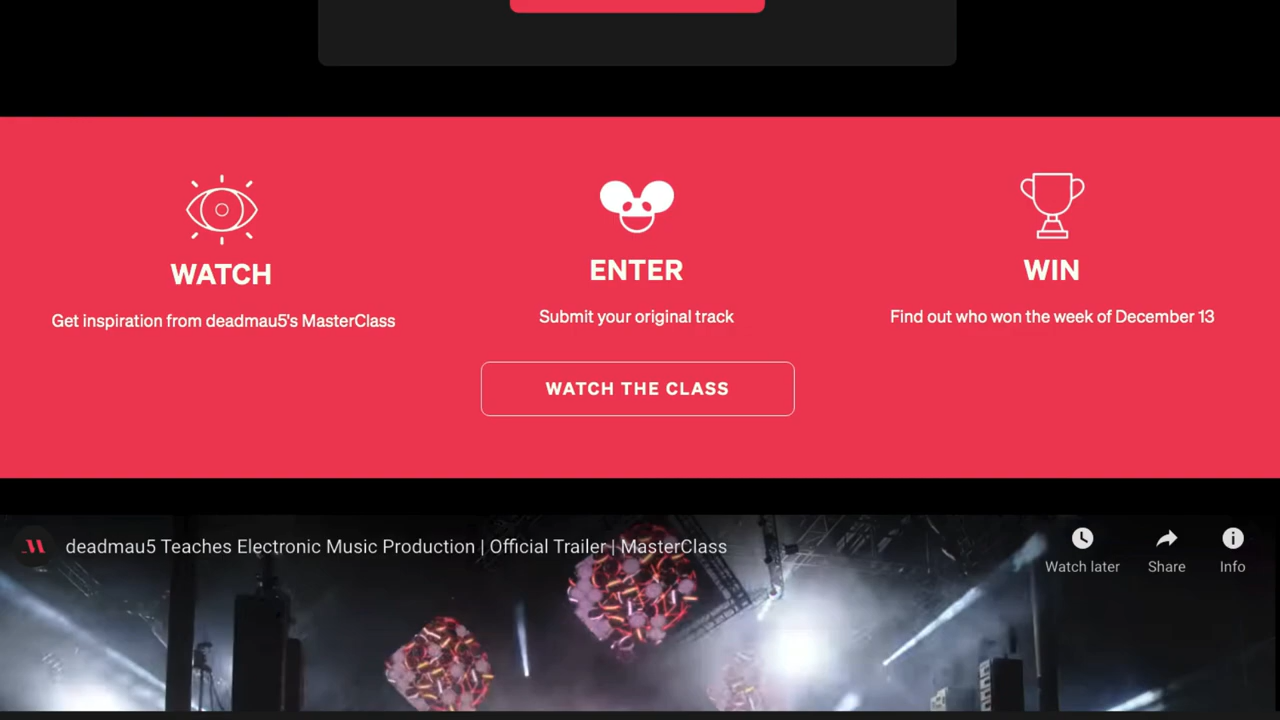 WATCH
Get inspiration from deadmau5's MasterClass
ENTER
Submit your original track
WIN
Find out who won the week of December 13
WATCH THE CLASS
deadmau5 Teaches Electronic Music Production | Official Trailer | MasterClass
Watch later
Share
Info